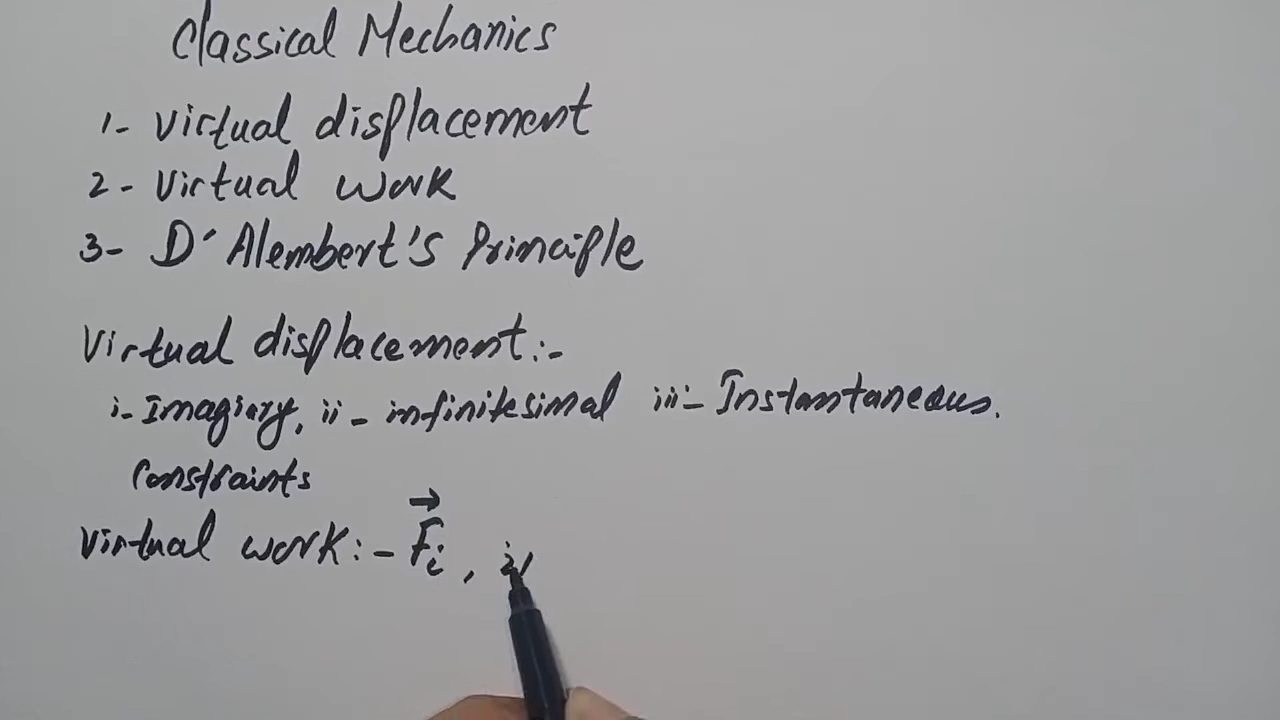 Classical Mechanics
1- Virtual displacement
2- Virtual work
3- D'Alembert's Principle
Virtual displacement:-
i- Imagiary, ii- infinitesimal iii- Instantaneous.
Constraints
Virtual work:- F⃗i,